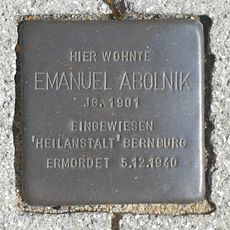 HIER WOHNTE
EMANUEL ABOLNIK
JG. 1901
EINGEWIESEN
'HEILANSTALT' BERNBURG
ERMORDET 5.12.1940